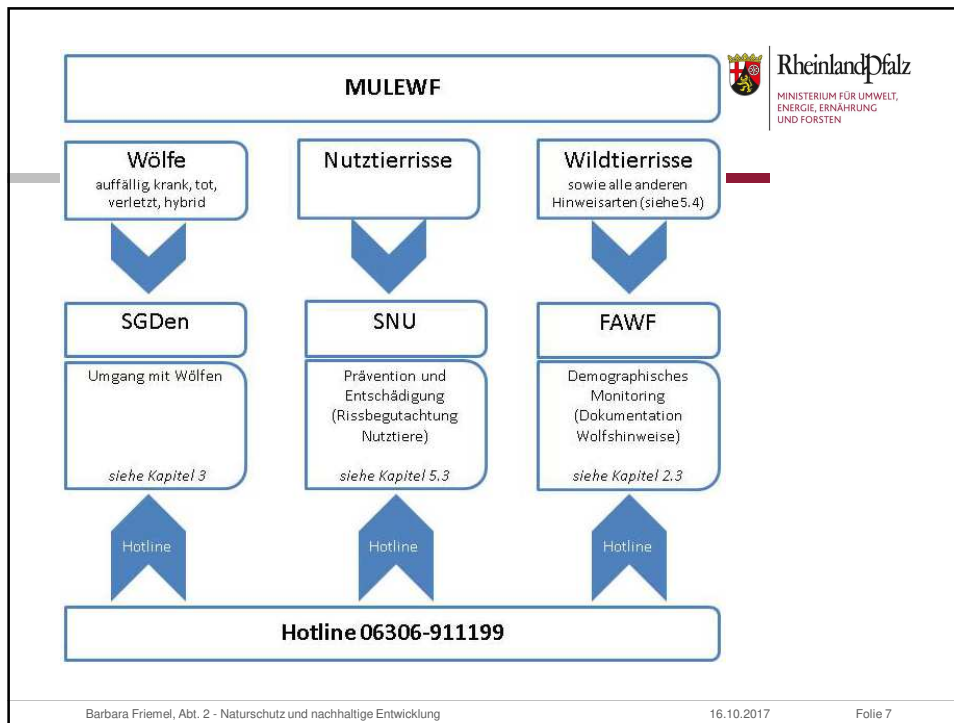 MULEWF
RheinlandPfalz
MINISTERIUM FÜR UMWELT,
ENERGIE, ERNÄHRUNG
UND FORSTEN
Wölfe
auffällig, krank, tot,
verletzt, hybrid
Nutztierrisse
Wildtierrisse
sowie alle anderen
Hinweisarten (siehe 5.4)
SGDen
Umgang mit Wölfen
siehe Kapitel 3
SNU
Prävention und
Entschädigung
(Rissbegutachtung
Nutztiere)
siehe Kapitel 5.3
FAWF
Demographisches
Monitoring
(Dokumentation
Wolfshinweise)
siehe Kapitel 2.3
Hotline
Hotline
Hotline
Hotline 06306-911199
Barbara Friemel, Abt. 2 - Naturschutz und nachhaltige Entwicklung 16.10.2017 Folie 7